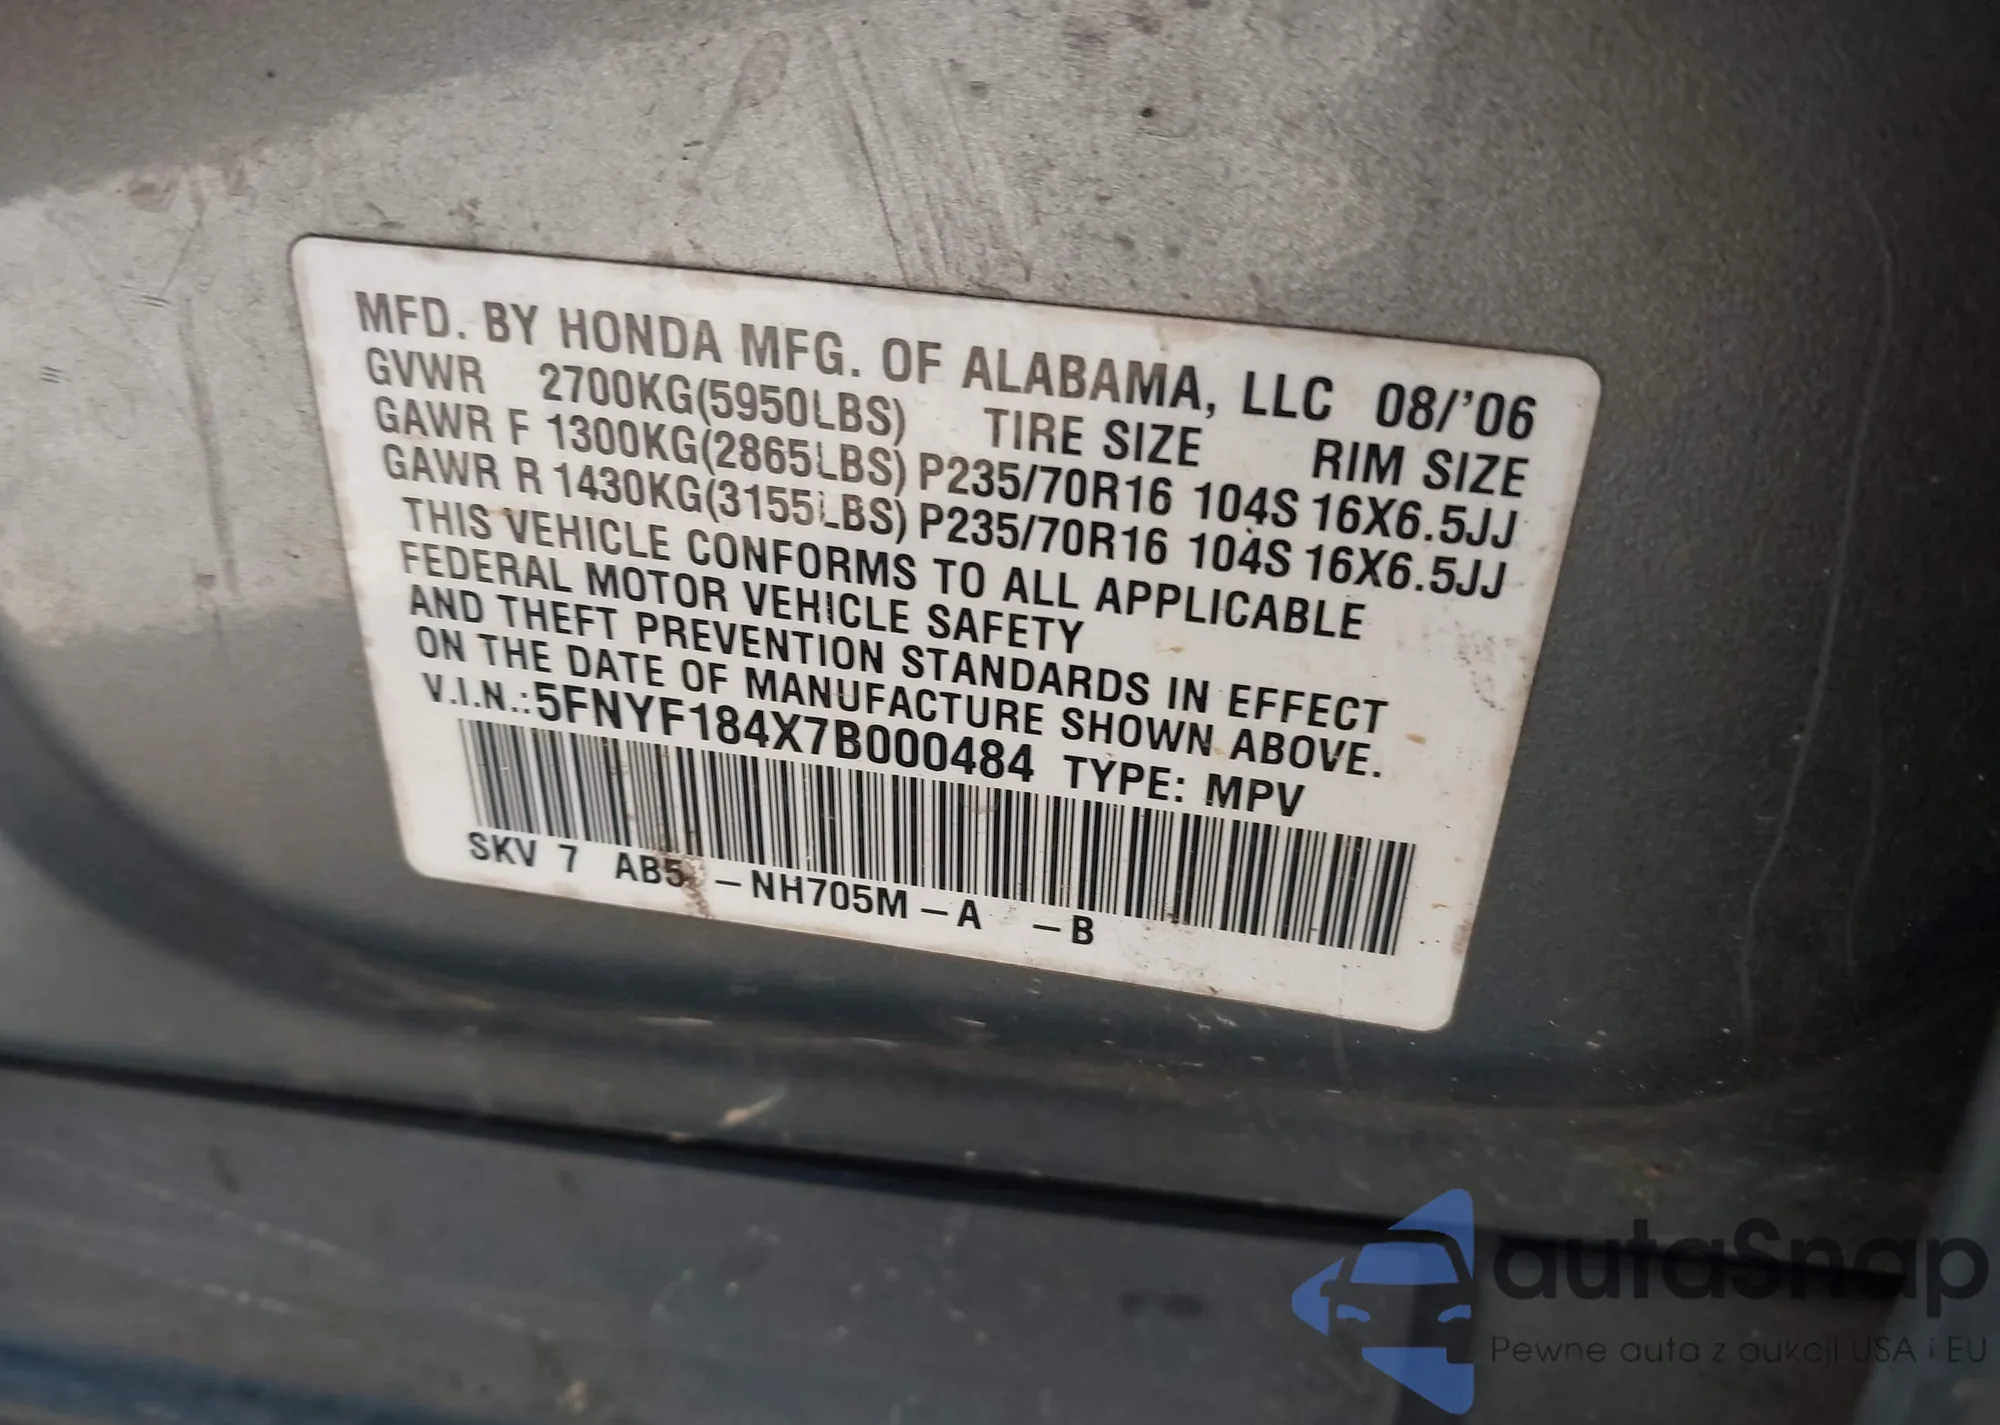 MFD. BY HONDA MFG. OF ALABAMA, LLC 08/'06
GVWR 2700KG(5950LBS) TIRE SIZE RIM SIZE
GAWR F 1300KG(2865LBS) P235/70R16 104S 16X6.5JJ
GAWR R 1430KG(3155LBS) P235/70R16 104S 16X6.5JJ
THIS VEHICLE CONFORMS TO ALL APPLICABLE
FEDERAL MOTOR VEHICLE SAFETY
AND THEFT PREVENTION STANDARDS IN EFFECT
ON THE DATE OF MANUFACTURE SHOWN ABOVE.
V.I.N.:5FNYF184X7B000484 TYPE: MPV
SKV 7 AB5 -NH705M-A -B
autaSnap
Pewne auta z aukcji USA i EU